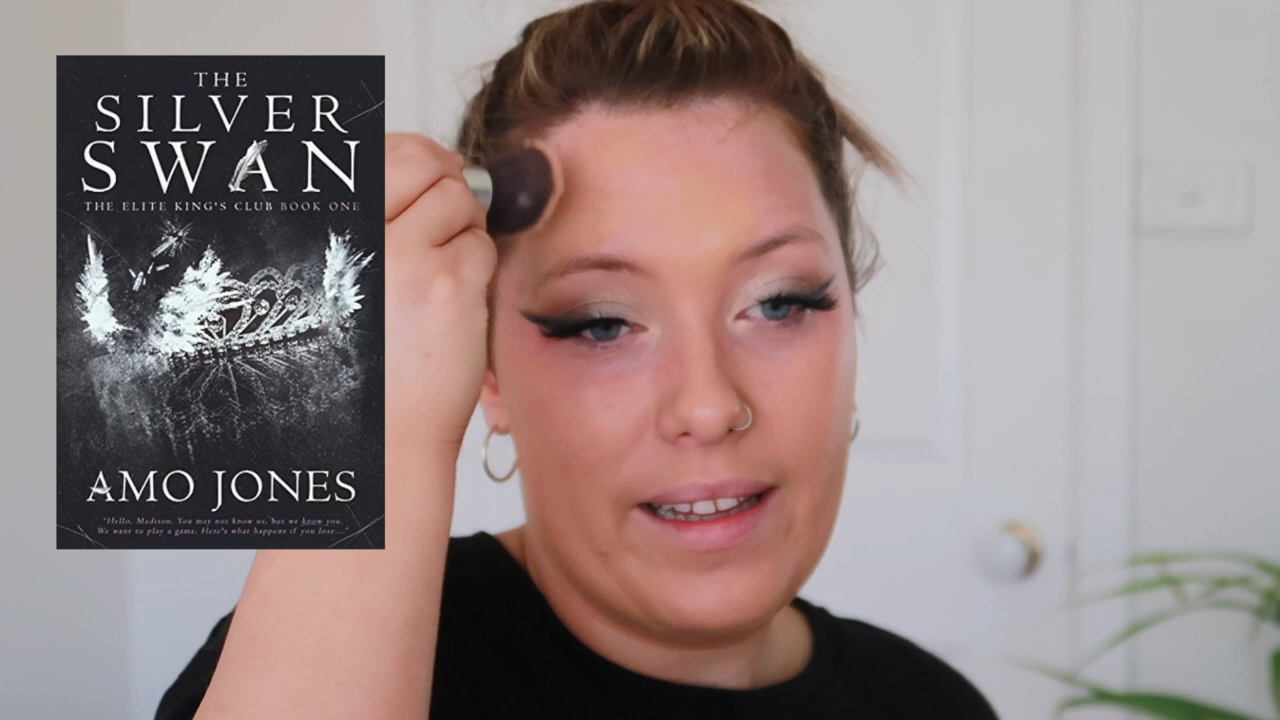 THE
SILVER
SWAN
THE ELITE KING'S CLUB BOOK ONE
AMO JONES
"Hello, Madison. You may not know us, but we know you.
We want to play a game. Here's what happens if you lose..."